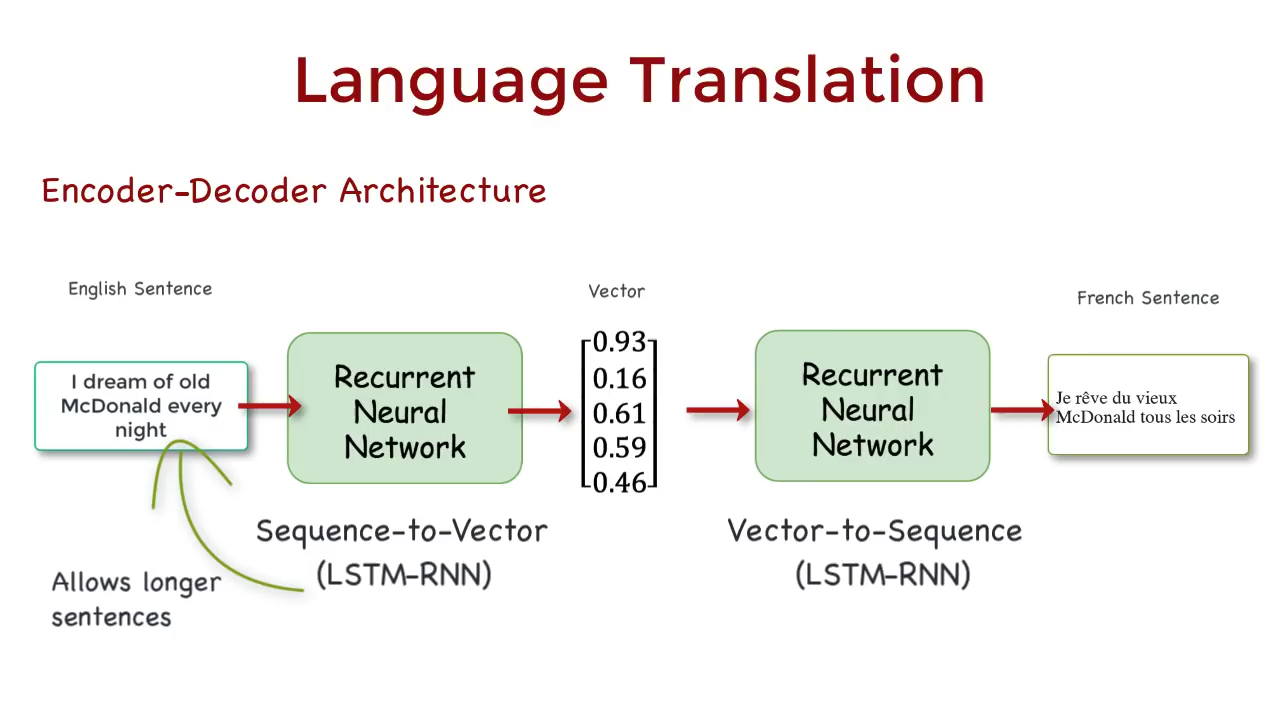 Language Translation
Encoder-Decoder Architecture
English Sentence
I dream of old
McDonald every
night
Recurrent
Neural
Network
Sequence-to-Vector
(LSTM-RNN)
Allows longer
sentences
Vector
0.93
0.16
0.61
0.59
0.46
Recurrent
Neural
Network
Vector-to-Sequence
(LSTM-RNN)
French Sentence
Je rêve du vieux
McDonald tous les soirs